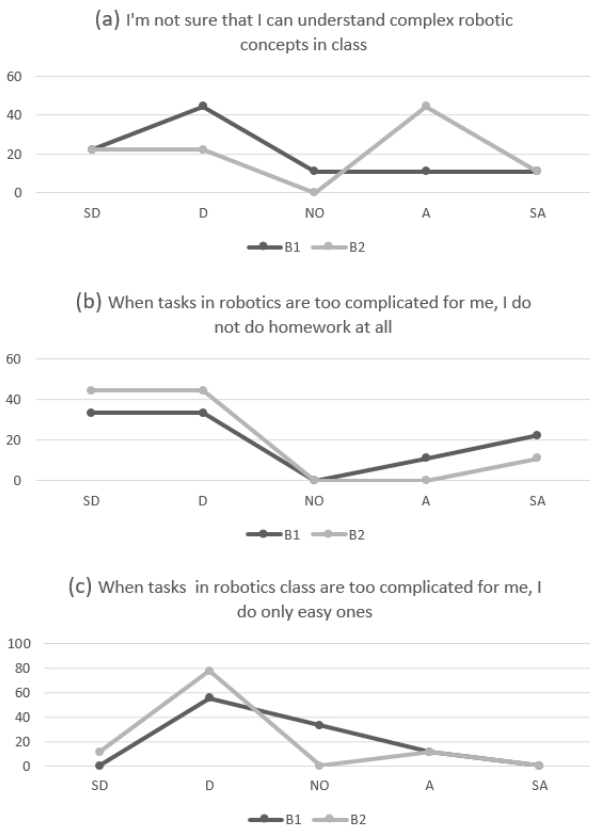 (a) I'm not sure that I can understand complex robotic
concepts in class
60
40
20
0
SD D NO A SA
B1 B2
(b) When tasks in robotics are too complicated for me, I do
not do homework at all
60
40
20
0
SD D NO A SA
B1 B2
(c) When tasks in robotics class are too complicated for me, I
do only easy ones
100
80
60
40
20
0
SD D NO A SA
B1 B2